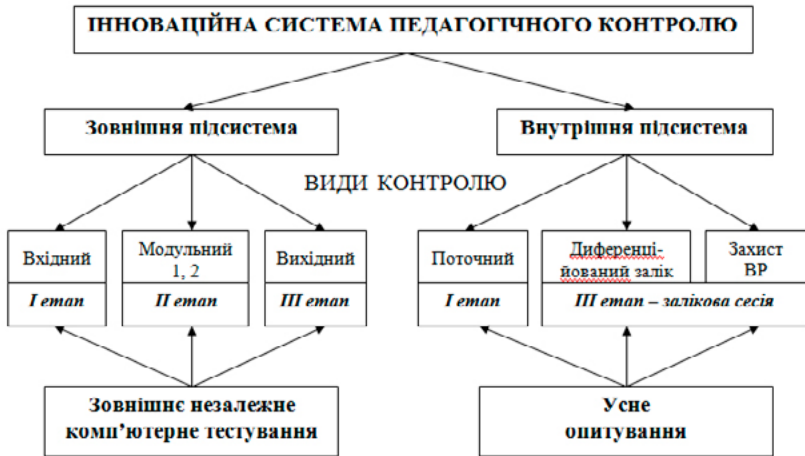 ІННОВАЦІЙНА СИСТЕМА ПЕДАГОГІЧНОГО КОНТРОЛЮ
Зовнішня підсистема
Внутрішня підсистема
ВИДИ КОНТРОЛЮ
Вхідний
Модульний
1, 2
Вихідний
Поточний
Диференці-
йований залік
Захист
ВР
І етап
ІІ етап
ІІІ етап
І етап
ІІІ етап – залікова сесія
Зовнішнє незалежне
комп’ютерне тестування
Усне
опитування